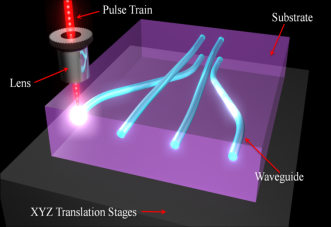 Pulse Train
Substrate
Lens
Waveguide
XYZ Translation Stages